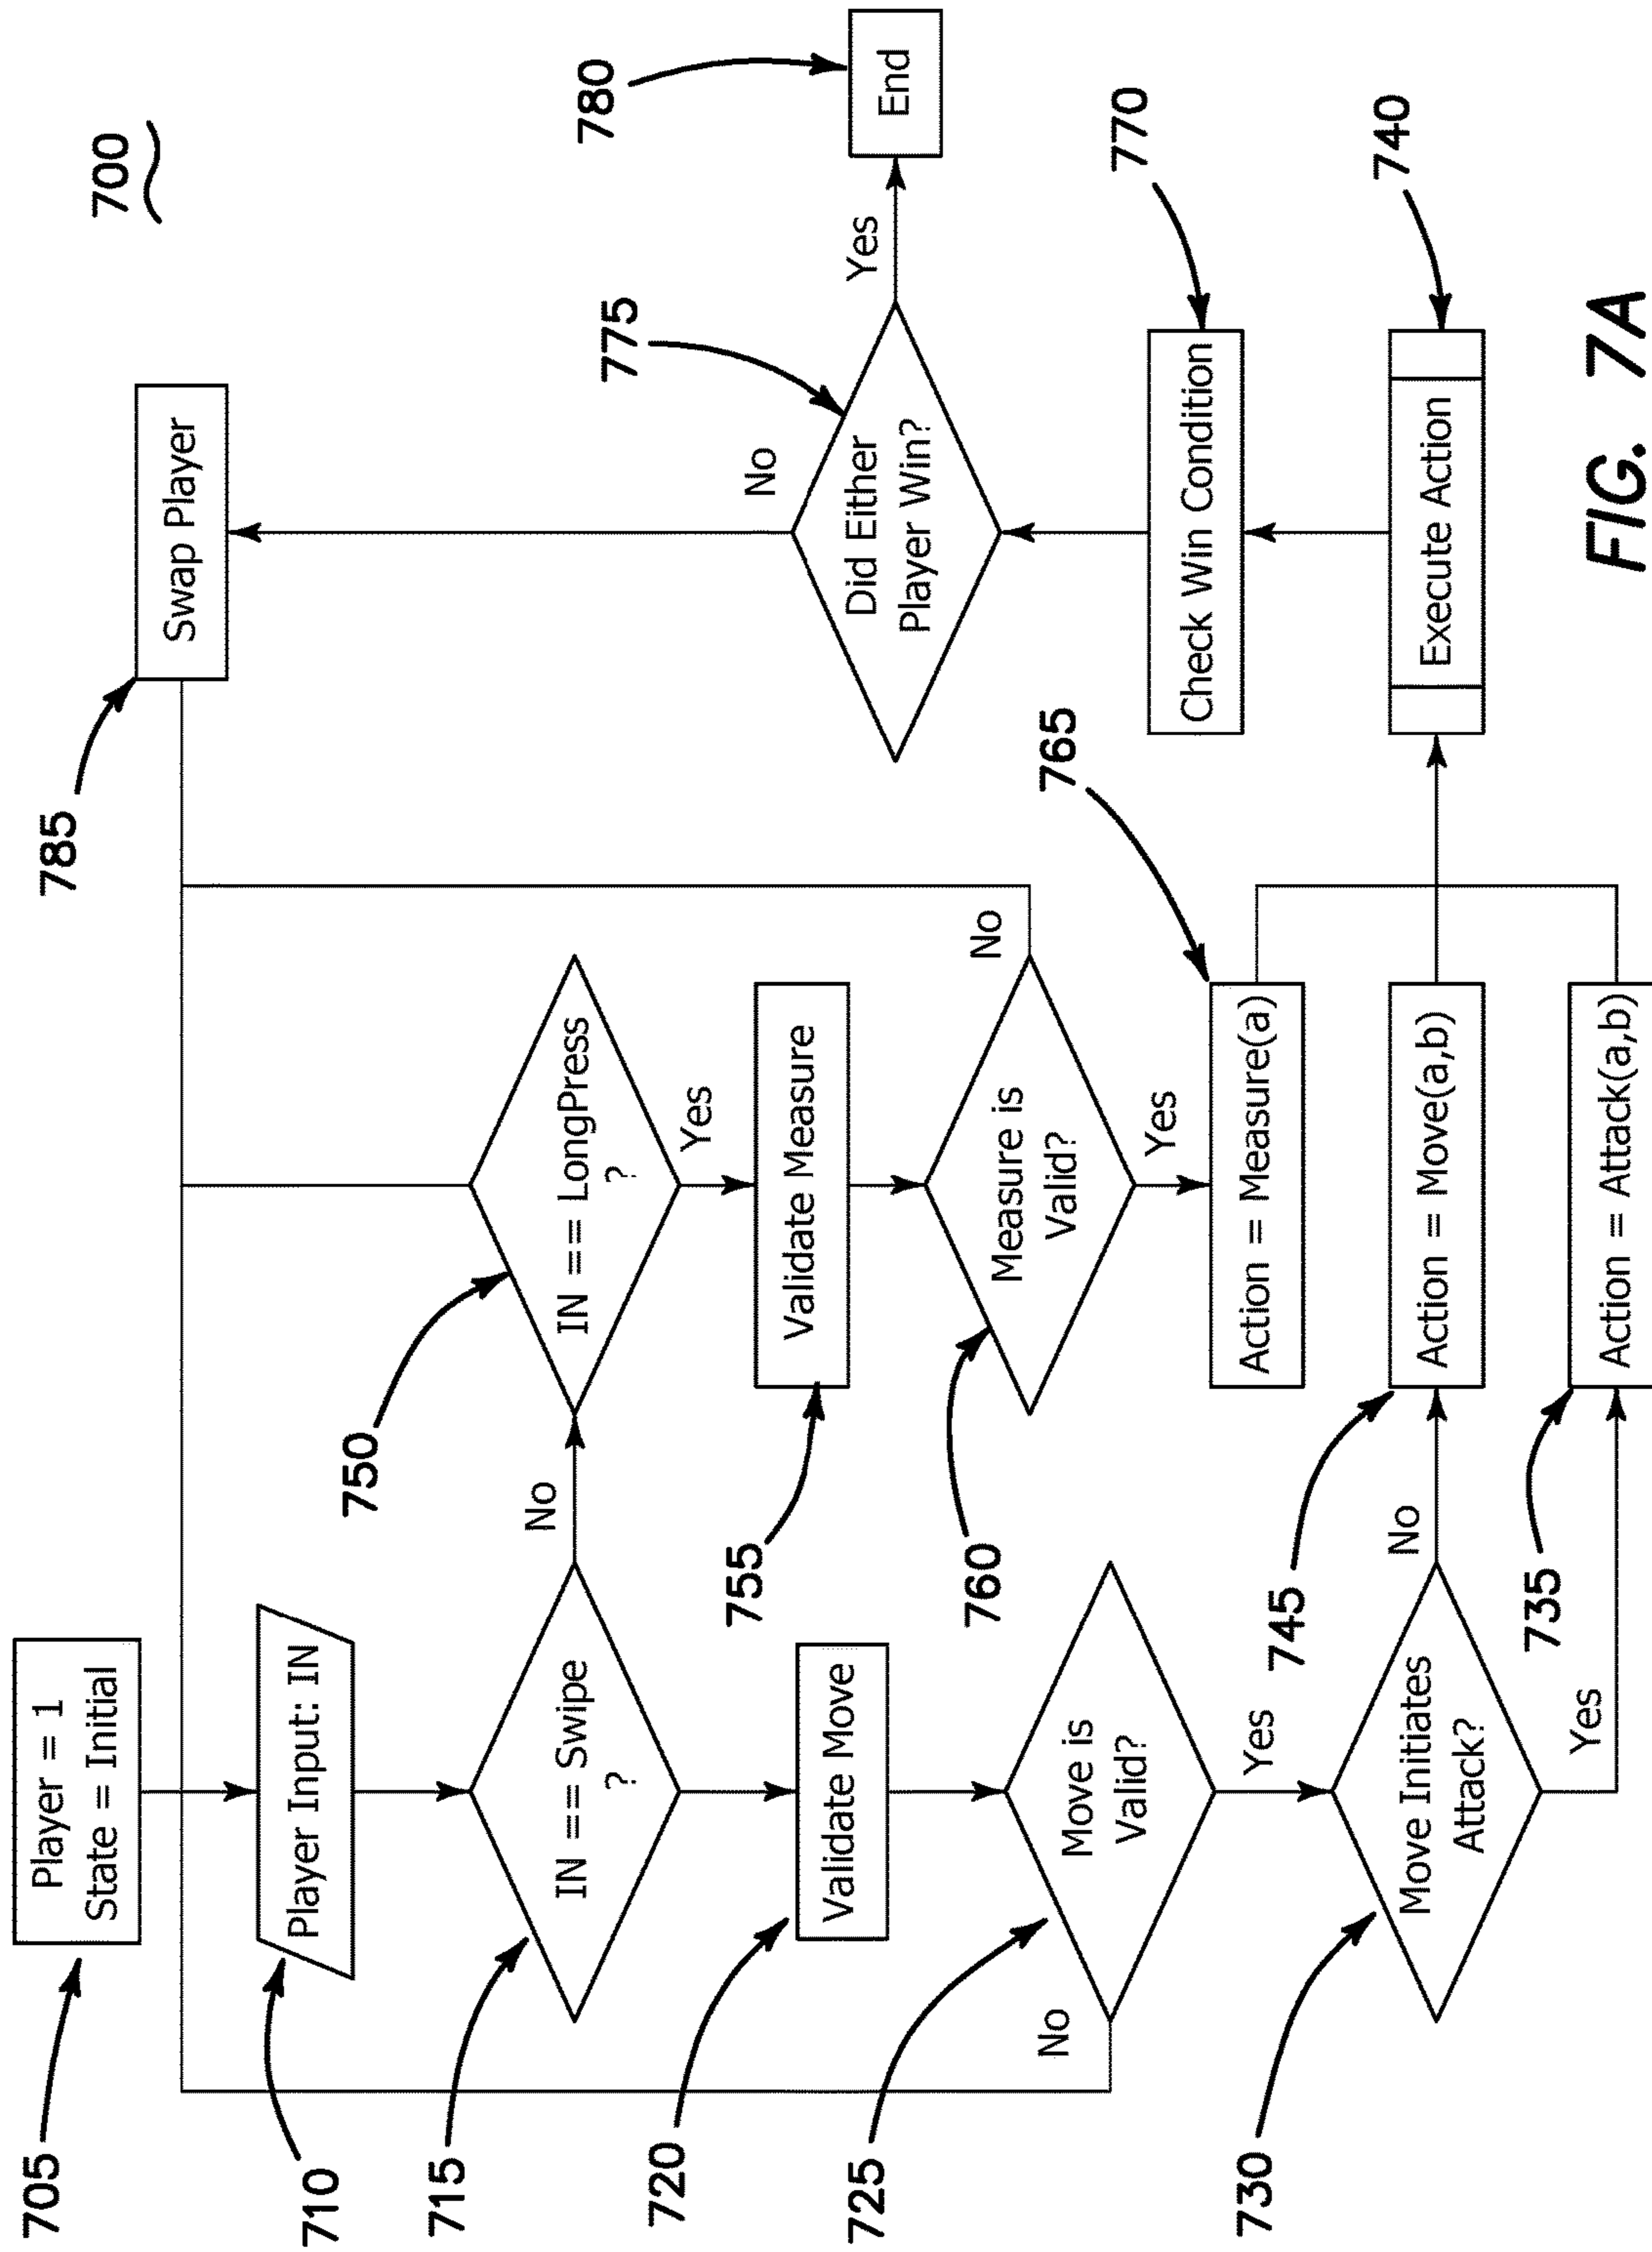 700
705
Player = 1
State = Initial
710
Player Input: IN
715
IN == Swipe
?
No
720
Validate Move
725
Move is
Valid?
No
Yes
730
Move Initiates
Attack?
No
Yes
735
Action = Attack(a,b)
745
Action = Move(a,b)
750
IN == LongPress
?
Yes
755
Validate Measure
760
Measure is
Valid?
No
Yes
765
Action = Measure(a)
740
Execute Action
770
Check Win Condition
775
Did Either
Player Win?
No
Yes
780
End
785
Swap Player
FIG. 7A